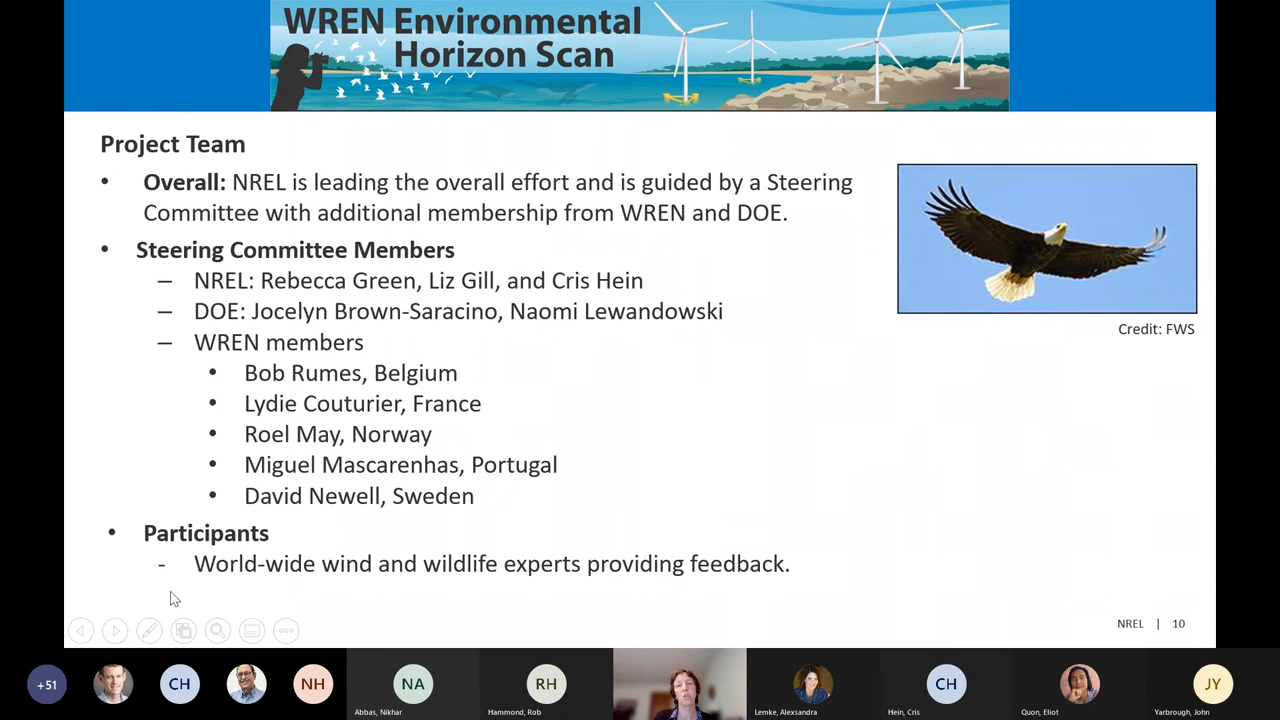 WREN Environmental
Horizon Scan
Project Team
• Overall: NREL is leading the overall effort and is guided by a Steering
Committee with additional membership from WREN and DOE.
• Steering Committee Members
– NREL: Rebecca Green, Liz Gill, and Cris Hein
– DOE: Jocelyn Brown-Saracino, Naomi Lewandowski
– WREN members
• Bob Rumes, Belgium
• Lydie Couturier, France
• Roel May, Norway
• Miguel Mascarenhas, Portugal
• David Newell, Sweden
• Participants
- World-wide wind and wildlife experts providing feedback.
Credit: FWS
NREL | 10
+51
CH
NH
NA
Abbas, Nikhar
RH
Hammond, Rob
Lemke, Alexsandra
CH
Hein, Cris
Quon, Eliot
JY
Yarbrough, John